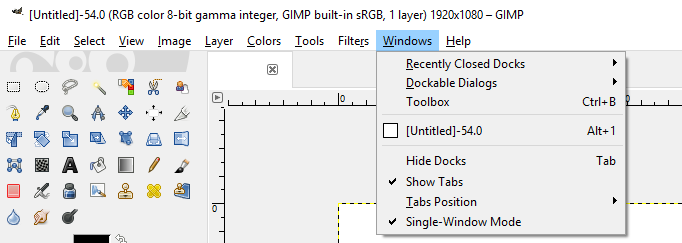 [Untitled]-54.0 (RGB color 8-bit gamma integer, GIMP built-in sRGB, 1 layer) 1920x1080 – GIMP
File Edit Select View Image Layer Colors Tools Filters Windows Help
Recently Closed Docks
Dockable Dialogs
Toolbox Ctrl+B
[Untitled]-54.0 Alt+1
Hide Docks Tab
Show Tabs
Tabs Position
Single-Window Mode
0
0